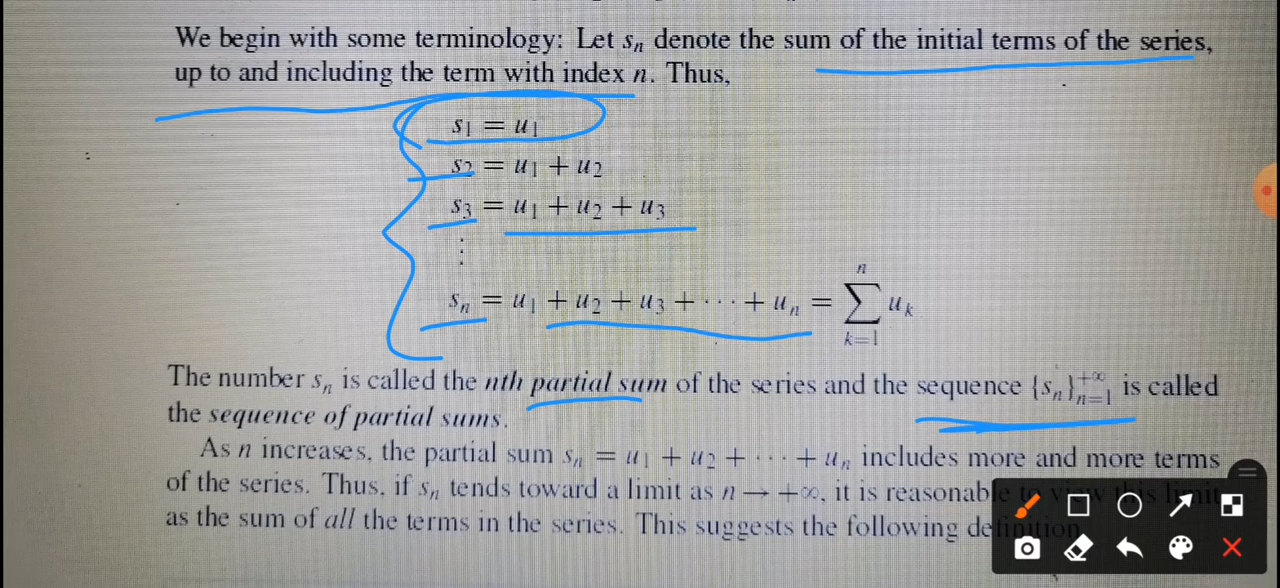 We begin with some terminology: Let sₙ denote the sum of the initial terms of the series,
up to and including the term with index n. Thus,
s₁ = u₁
s₂ = u₁ + u₂
s₃ = u₁ + u₂ + u₃
⋮
sₙ = u₁ + u₂ + u₃ + ⋯ + uₙ = ∑ₖ₌₁ⁿ uₖ
The number sₙ is called the nth partial sum of the series and the sequence {sₙ}ₙ₌₁⁺∞ is called
the sequence of partial sums.
As n increases, the partial sum sₙ = u₁ + u₂ + ⋯ + uₙ includes more and more terms
of the series. Thus, if sₙ tends toward a limit as n → +∞, it is reasonable to view this limit
as the sum of all the terms in the series. This suggests the following definition